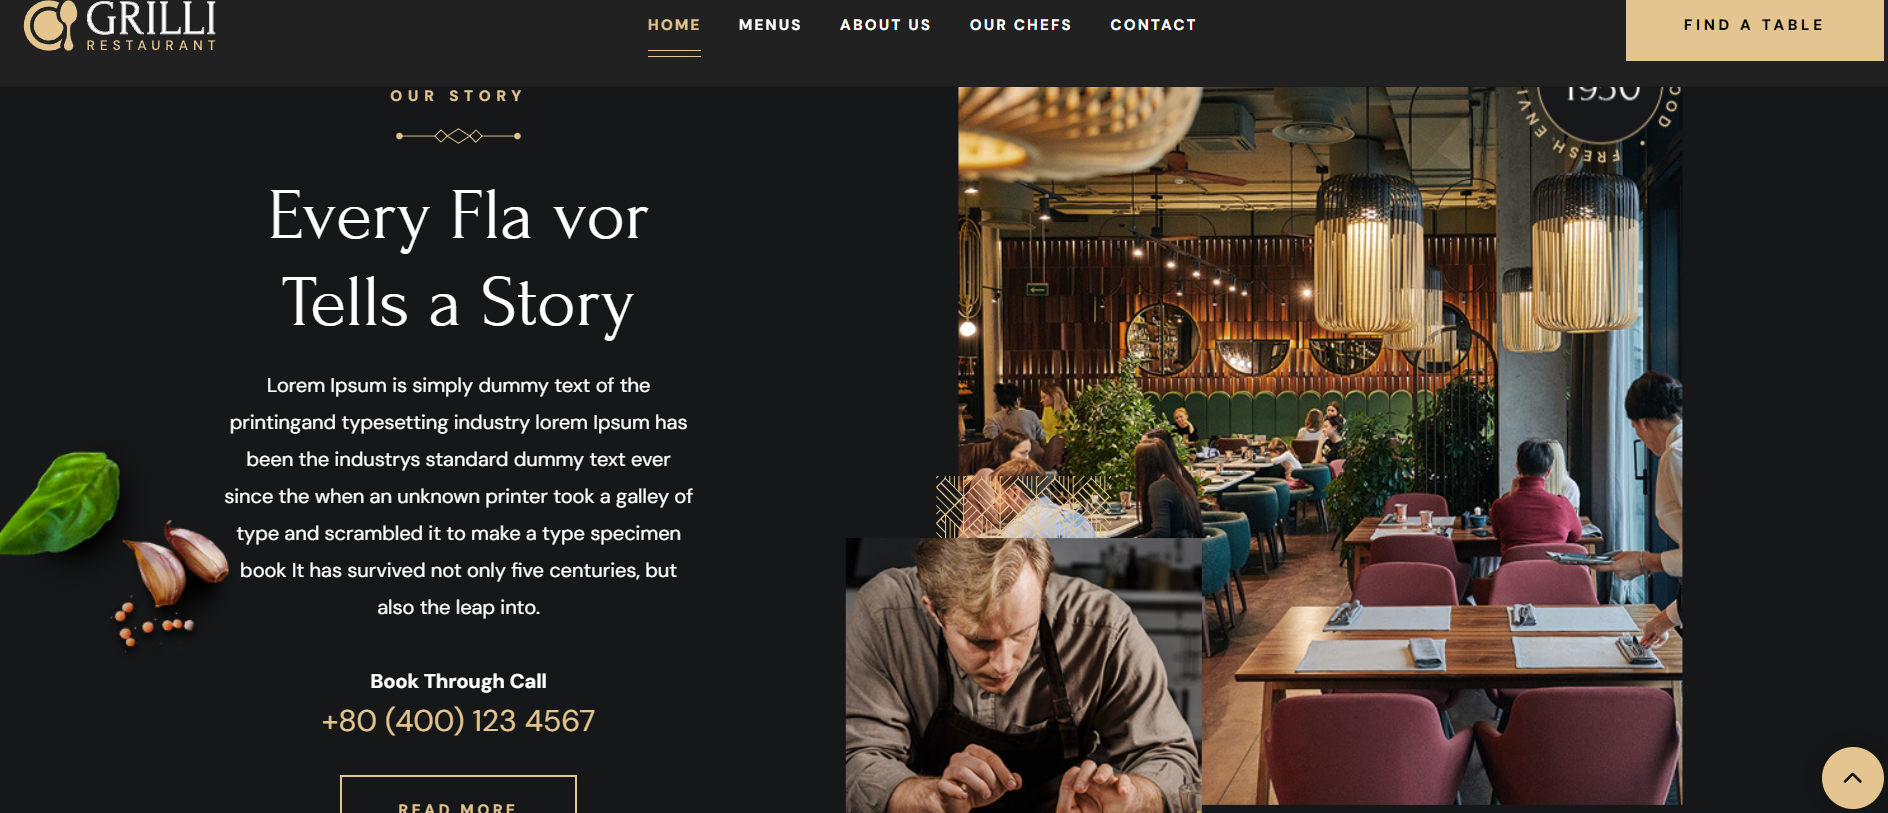 GRILLI
RESTAURANT
HOME
MENUS
ABOUT US
OUR CHEFS
CONTACT
FIND A TABLE
OUR STORY
Every Fla vor
Tells a Story
Lorem Ipsum is simply dummy text of the
printingand typesetting industry lorem Ipsum has
been the industrys standard dummy text ever
since the when an unknown printer took a galley of
type and scrambled it to make a type specimen
book It has survived not only five centuries, but
also the leap into.
Book Through Call
+80 (400) 123 4567
READ MORE
1950
OOD • FRESH, ENVI